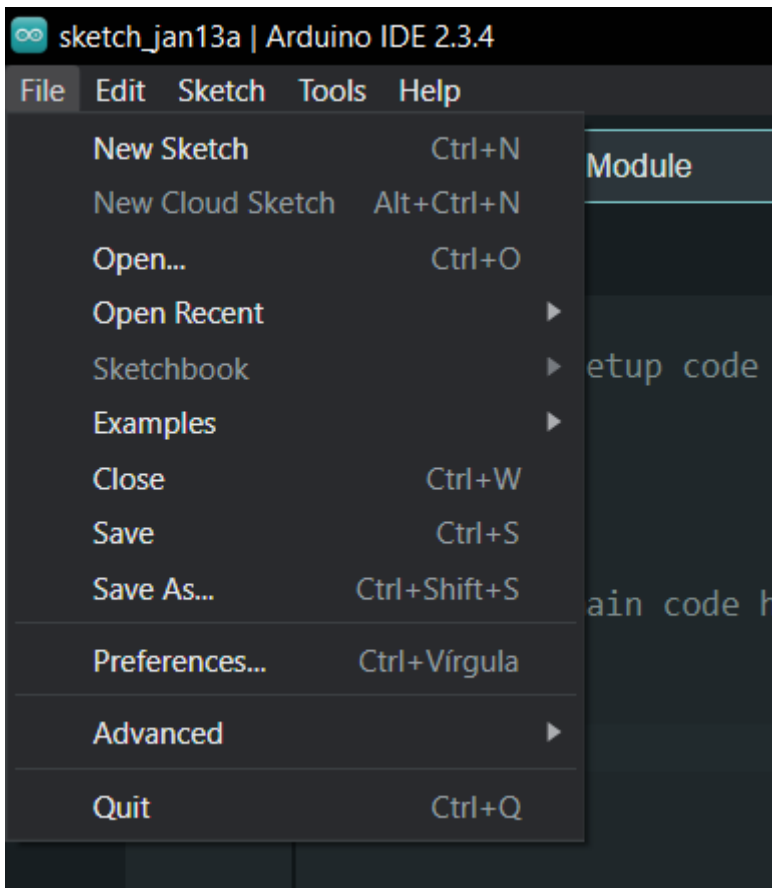 sketch_jan13a | Arduino IDE 2.3.4
File Edit Sketch Tools Help
New Sketch Ctrl+N
Module
New Cloud Sketch Alt+Ctrl+N
Open... Ctrl+O
Open Recent
Sketchbook
etup code
Examples
Close Ctrl+W
Save Ctrl+S
Save As... Ctrl+Shift+S
ain code h
Preferences... Ctrl+Vírgula
Advanced
Quit Ctrl+Q